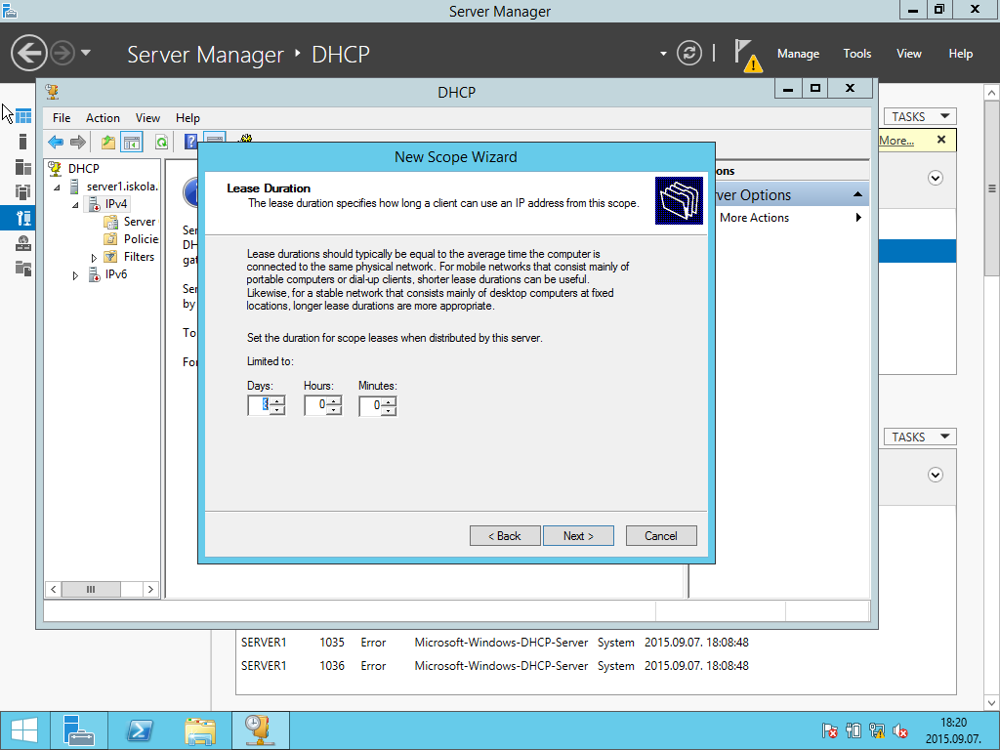 Server Manager
Server Manager ‣ DHCP
Manage Tools View Help
DHCP
File Action View Help
TASKS
More...
DHCP
server1.iskola.
IPv4
Server
Policie
Filters
IPv6
Ser
DH
gat
Ser
by
To
For
ons
ver Options
More Actions
New Scope Wizard
Lease Duration
The lease duration specifies how long a client can use an IP address from this scope.
Lease durations should typically be equal to the average time the computer is
connected to the same physical network. For mobile networks that consist mainly of
portable computers or dial-up clients, shorter lease durations can be useful.
Likewise, for a stable network that consists mainly of desktop computers at fixed
locations, longer lease durations are more appropriate.
Set the duration for scope leases when distributed by this server.
Limited to:
Days: Hours: Minutes:
0 0
< Back Next > Cancel
TASKS
SERVER1 1035 Error Microsoft-Windows-DHCP-Server System 2015.09.07. 18:08:48
SERVER1 1036 Error Microsoft-Windows-DHCP-Server System 2015.09.07. 18:08:48
18:20
2015.09.07.